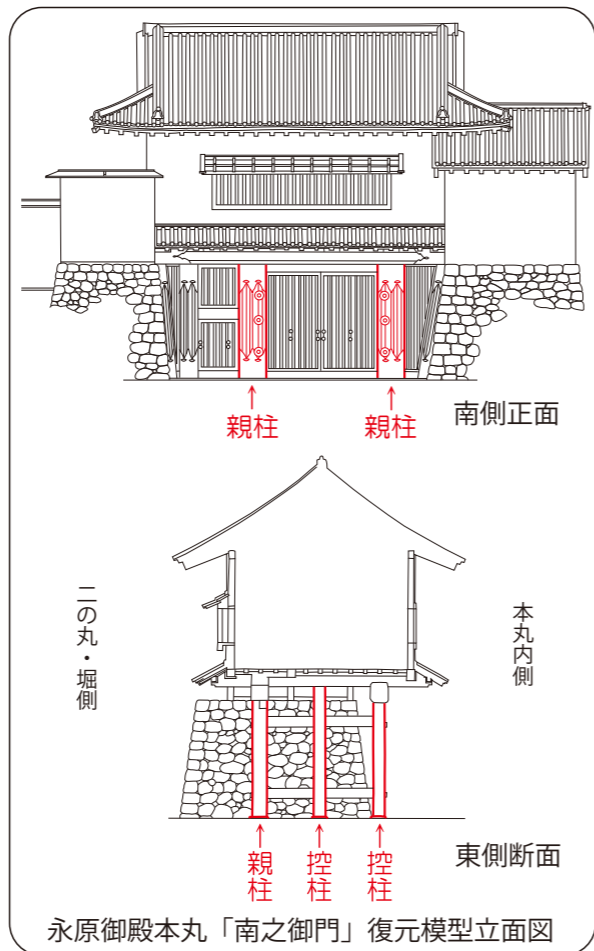 ↑ ↑
親柱 親柱
南側正面
二の丸・堀側
本丸内側
↑ ↑ ↑
親柱 控柱 控柱
東側断面
永原御殿本丸「南之御門」復元模型立面図